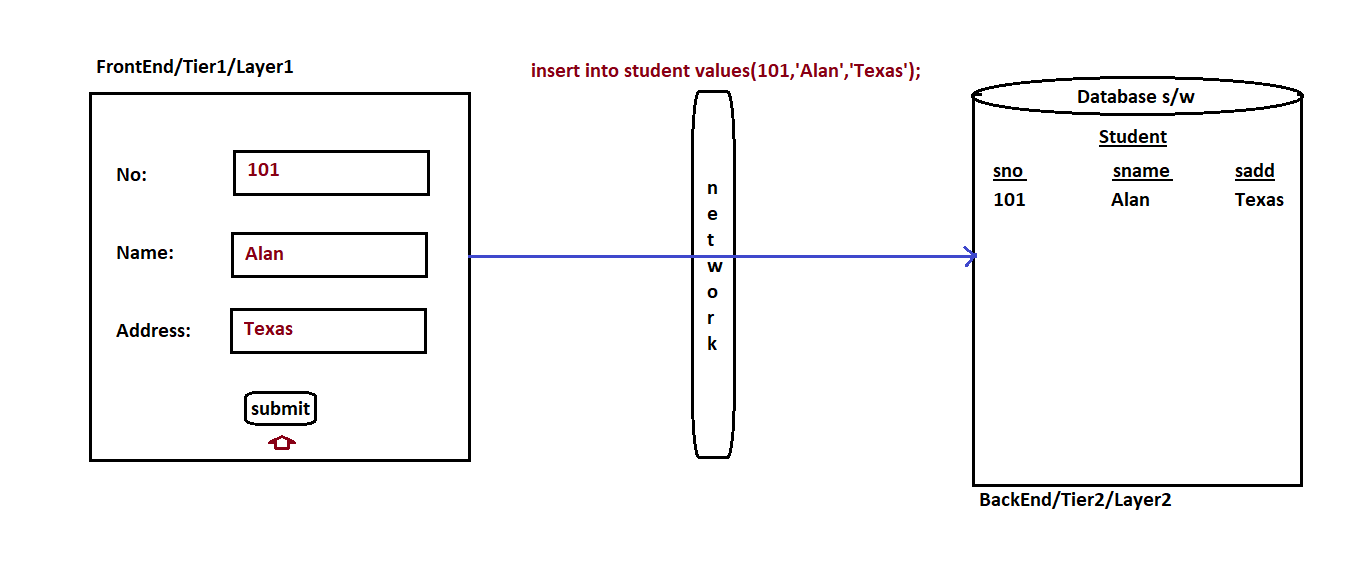 FrontEnd/Tier1/Layer1
insert into student values(101,'Alan','Texas');
No:
101
Name:
Alan
Address:
Texas
submit
network
Database s/w
Student
sno sname sadd
101 Alan Texas
BackEnd/Tier2/Layer2